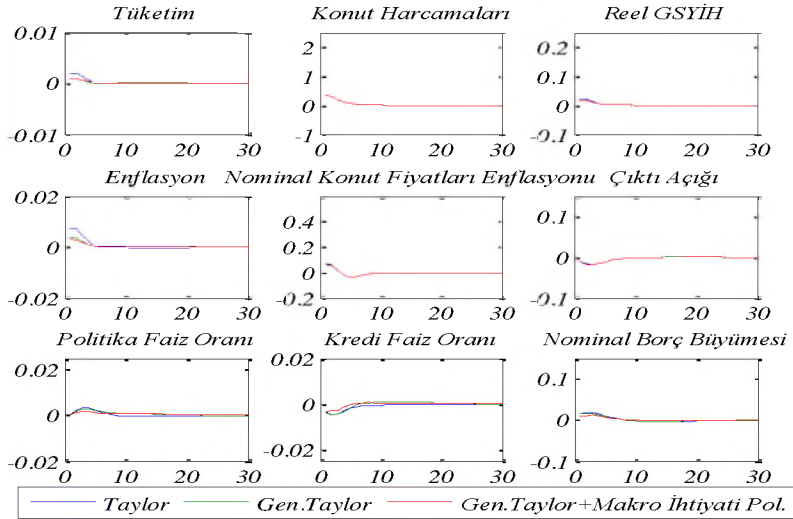 Tüketim Konut Harcamaları Reel GSYİH
0.01 2 0.2
1 0.1
0 0 0
-0.01 -1 -0.1
0 10 20 30 0 10 20 30 0 10 20 30
Enflasyon Nominal Konut Fiyatları Enflasyonu Çıktı Açığı
0.02 0.4 0.1
0.2
0 0 0
-0.02 -0.2 -0.1
0 10 20 30 0 10 20 30 0 10 20 30
Politika Faiz Oranı Kredi Faiz Oranı Nominal Borç Büyümesi
0.02 0.02 0.1
0 0 0
-0.02 -0.02 -0.1
0 10 20 30 0 10 20 30 0 10 20 30
Taylor Gen.Taylor Gen.Taylor+Makro İhtiyati Pol.